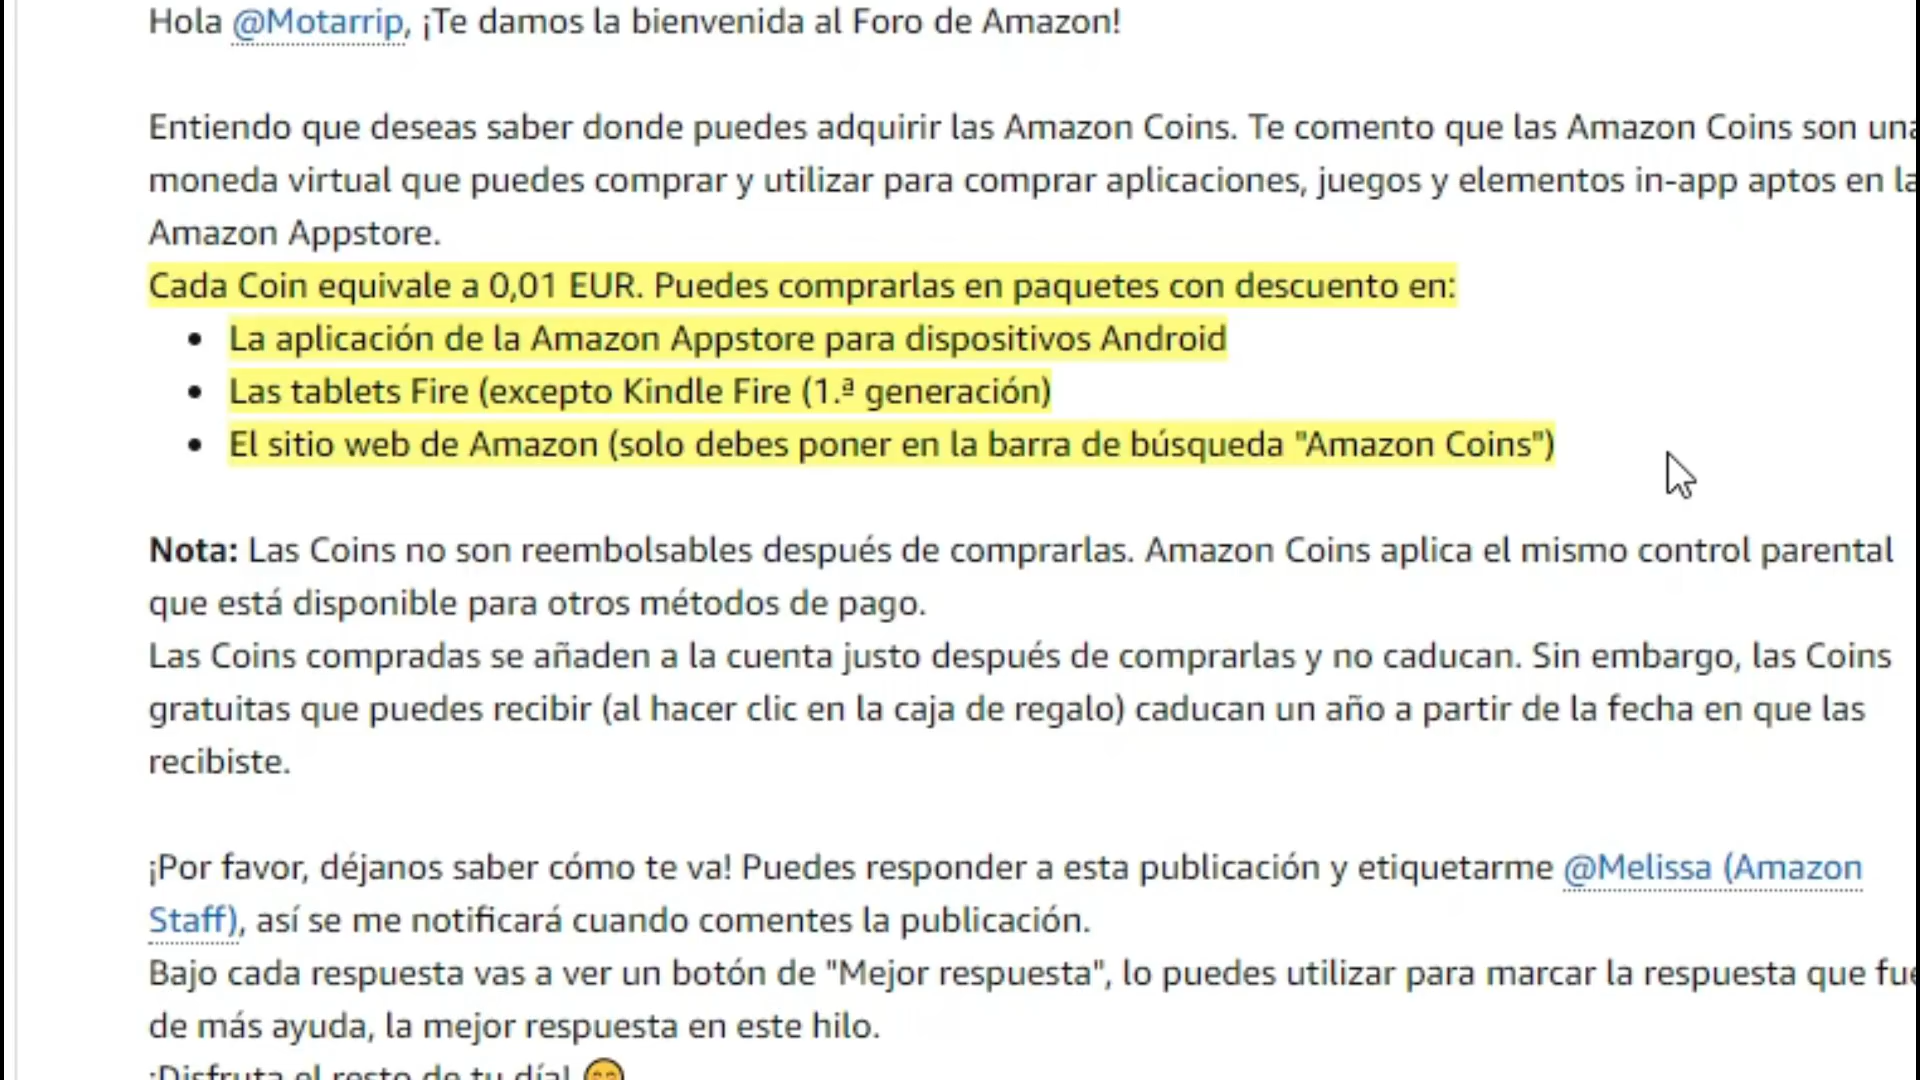 Hola @Motarrip, ¡Te damos la bienvenida al Foro de Amazon!
Entiendo que deseas saber donde puedes adquirir las Amazon Coins. Te comento que las Amazon Coins son una
moneda virtual que puedes comprar y utilizar para comprar aplicaciones, juegos y elementos in-app aptos en la
Amazon Appstore.
Cada Coin equivale a 0,01 EUR. Puedes comprarlas en paquetes con descuento en:
• La aplicación de la Amazon Appstore para dispositivos Android
• Las tablets Fire (excepto Kindle Fire (1.ª generación)
• El sitio web de Amazon (solo debes poner en la barra de búsqueda "Amazon Coins")
Nota: Las Coins no son reembolsables después de comprarlas. Amazon Coins aplica el mismo control parental
que está disponible para otros métodos de pago.
Las Coins compradas se añaden a la cuenta justo después de comprarlas y no caducan. Sin embargo, las Coins
gratuitas que puedes recibir (al hacer clic en la caja de regalo) caducan un año a partir de la fecha en que las
recibiste.
¡Por favor, déjanos saber cómo te va! Puedes responder a esta publicación y etiquetarme @Melissa (Amazon
Staff), así se me notificará cuando comentes la publicación.
Bajo cada respuesta vas a ver un botón de "Mejor respuesta", lo puedes utilizar para marcar la respuesta que fue
de más ayuda, la mejor respuesta en este hilo.
¡Disfruta el resto de tu día! 😊